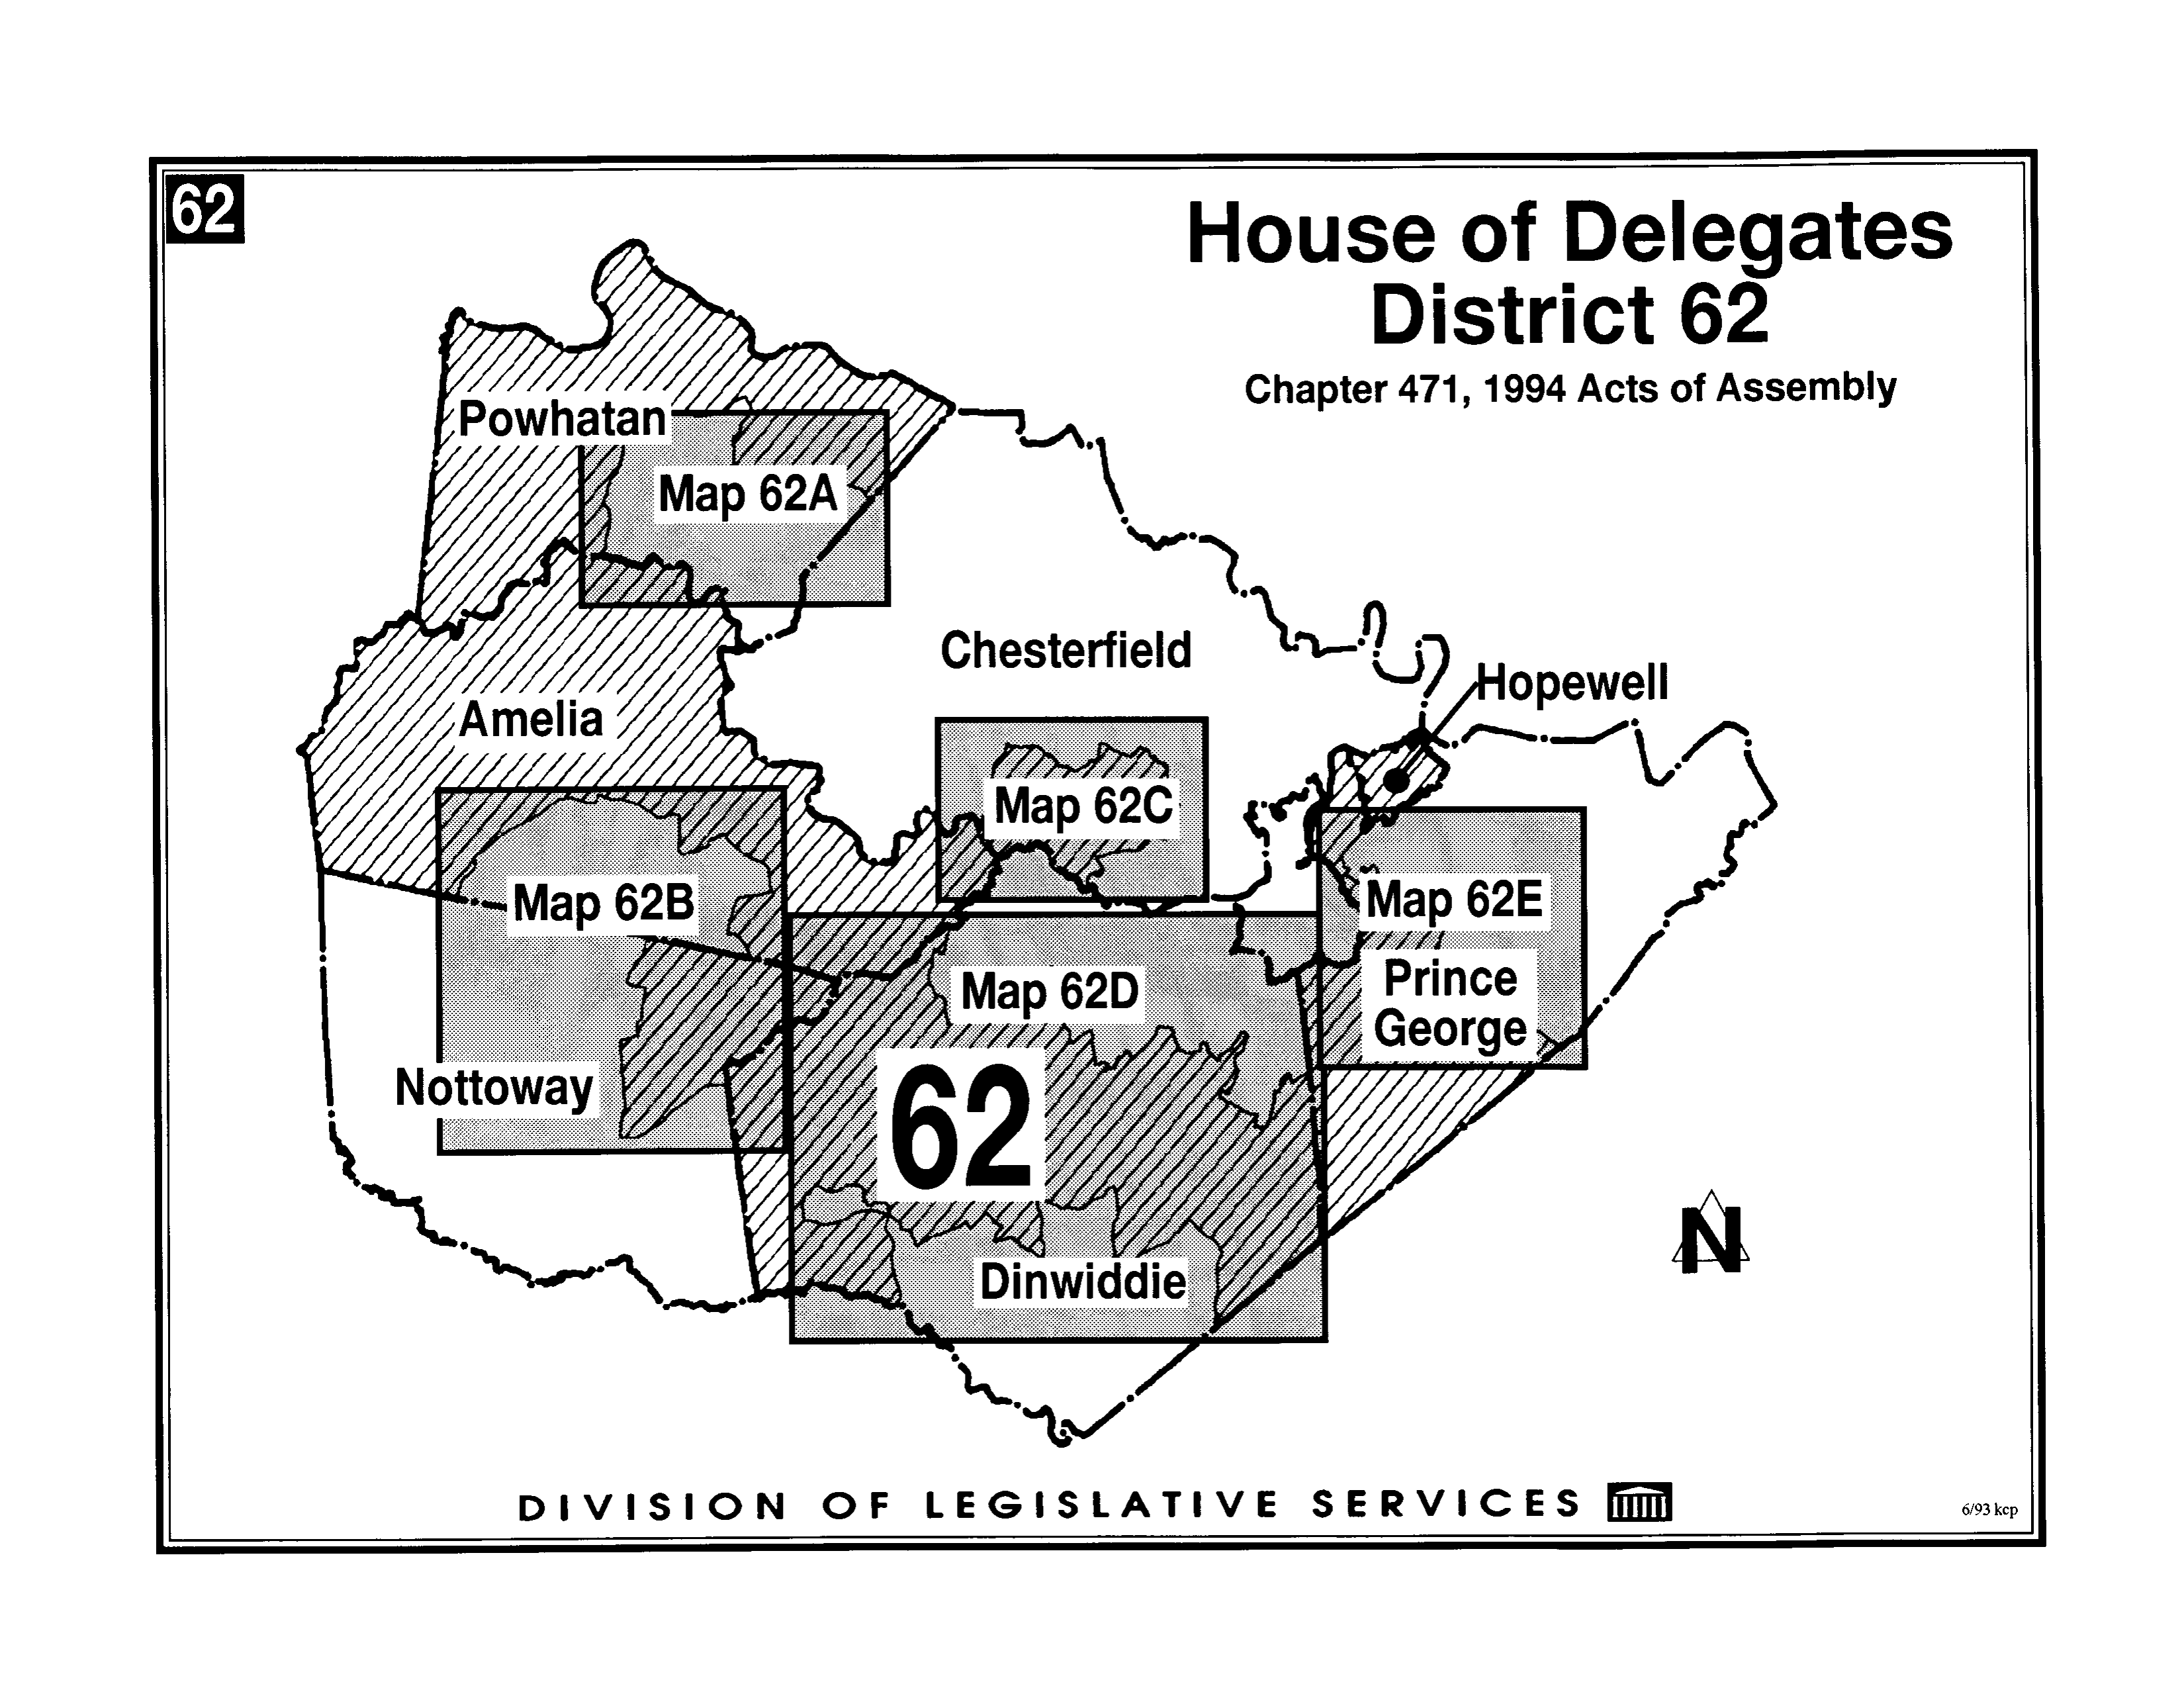 62
House of Delegates
District 62
Chapter 471, 1994 Acts of Assembly
Powhatan
Map 62A
Chesterfield
Hopewell
Amelia
Map 62C
Map 62B
Map 62E
Map 62D
Prince
George
Nottoway
62
Dinwiddie
N
DIVISION OF LEGISLATIVE SERVICES
6/93 kcp